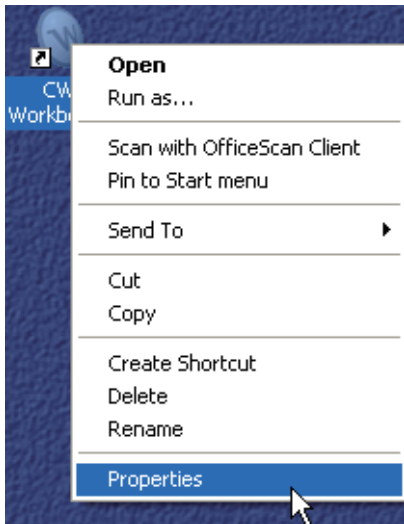 W
CW
Workb
Open
Run as...
Scan with OfficeScan Client
Pin to Start menu
Send To
Cut
Copy
Create Shortcut
Delete
Rename
Properties